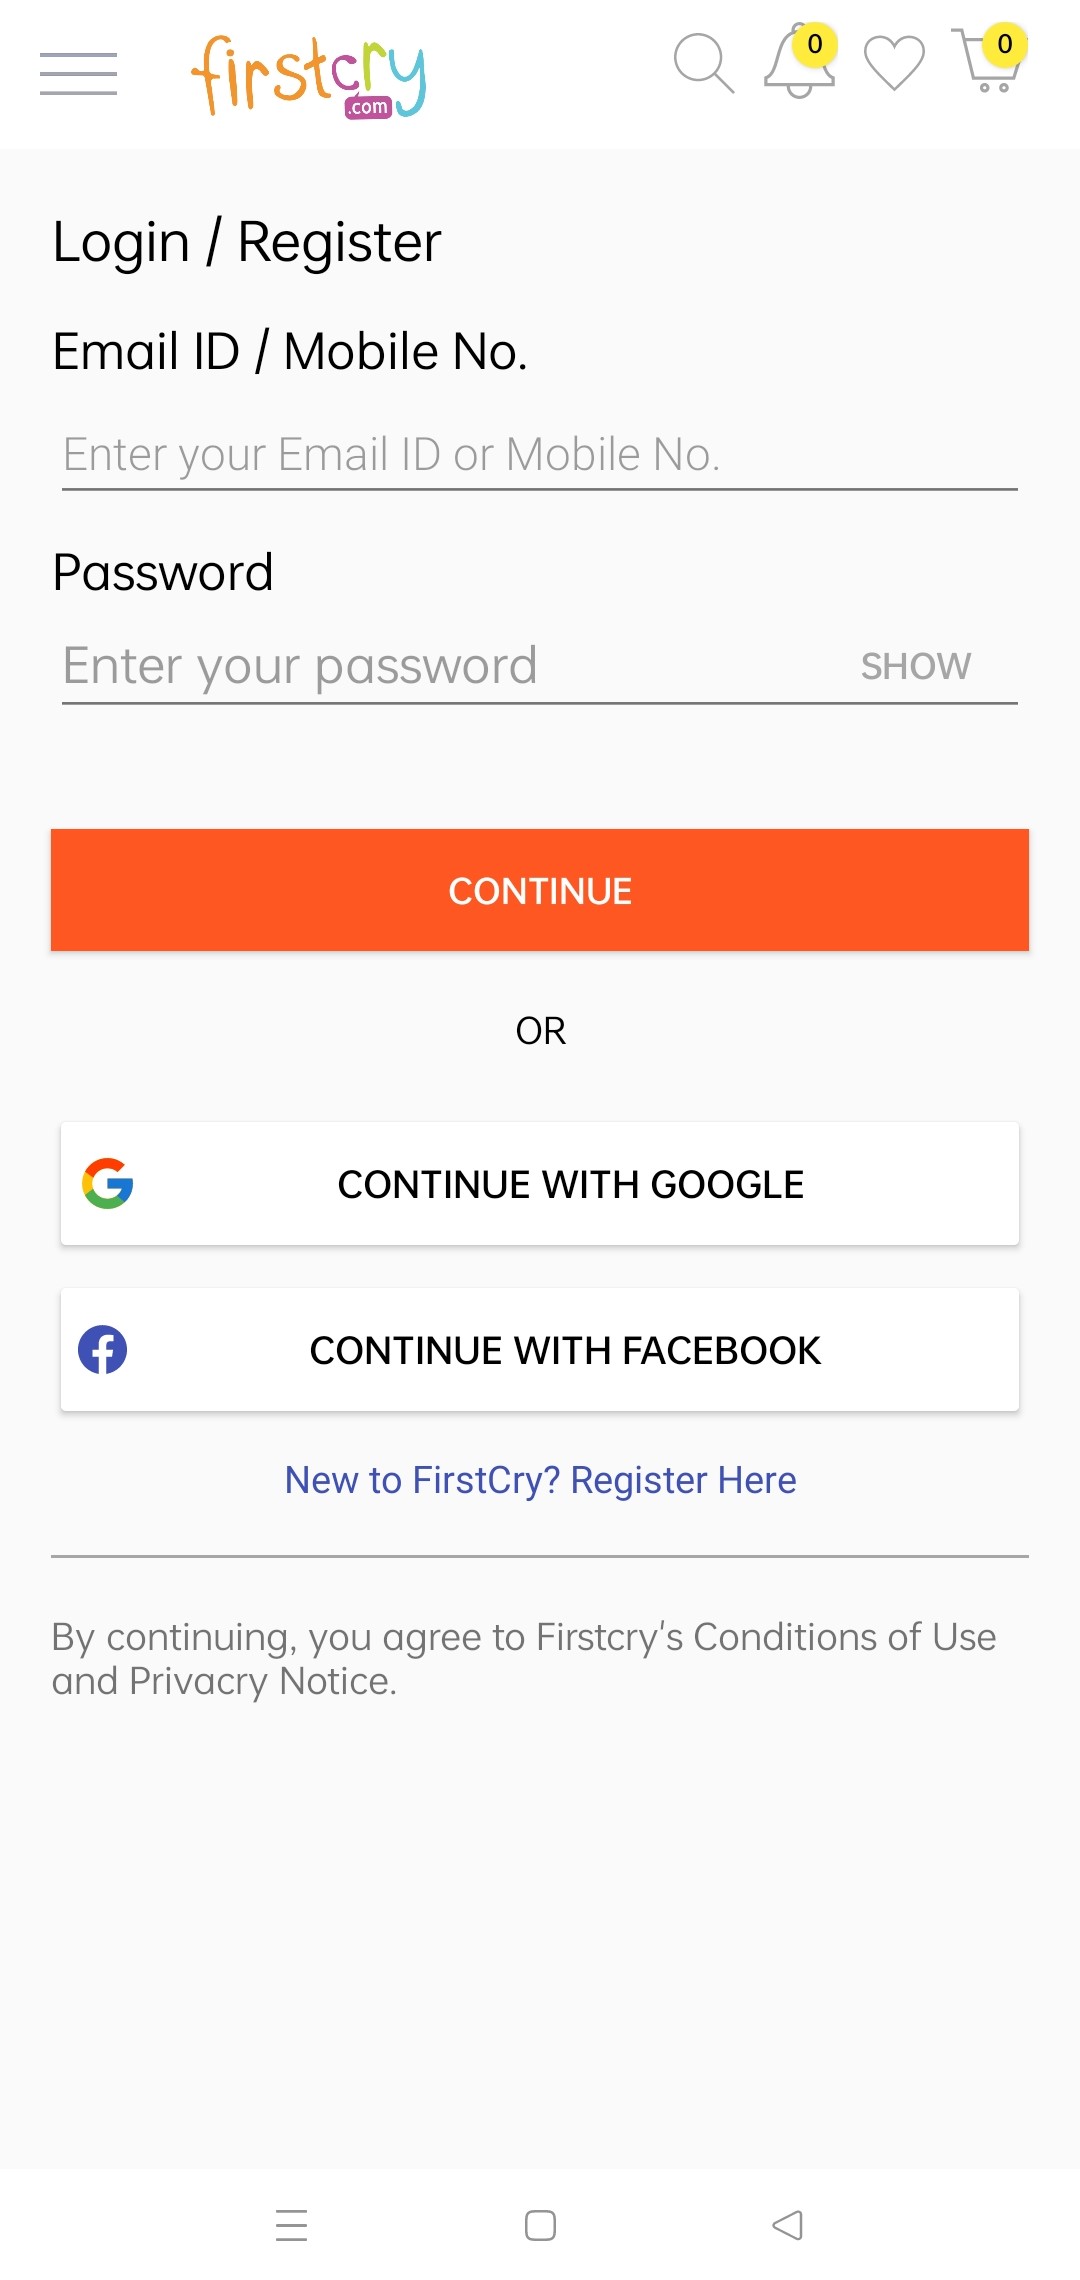 firstcry
.com
0
0
Login / Register
Email ID / Mobile No.
Enter your Email ID or Mobile No.
Password
Enter your password SHOW
CONTINUE
OR
CONTINUE WITH GOOGLE
CONTINUE WITH FACEBOOK
New to FirstCry? Register Here
By continuing, you agree to Firstcry's Conditions of Use
and Privacry Notice.